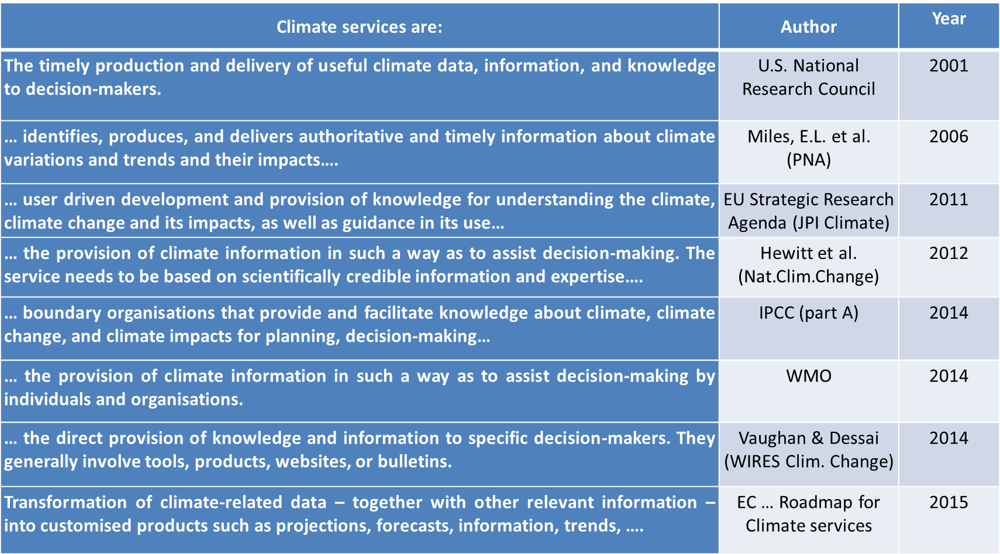 Climate services are:
Author
Year
The timely production and delivery of useful climate data, information, and knowledge
to decision-makers.
U.S. National
Research Council
2001
… identifies, produces, and delivers authoritative and timely information about climate
variations and trends and their impacts….
Miles, E.L. et al.
(PNA)
2006
… user driven development and provision of knowledge for understanding the climate,
climate change and its impacts, as well as guidance in its use…
EU Strategic Research
Agenda (JPI Climate)
2011
… the provision of climate information in such a way as to assist decision-making. The
service needs to be based on scientifically credible information and expertise….
Hewitt et al.
(Nat.Clim.Change)
2012
… boundary organisations that provide and facilitate knowledge about climate, climate
change, and climate impacts for planning, decision-making…
IPCC (part A)
2014
… the provision of climate information in such a way as to assist decision-making by
individuals and organisations.
WMO
2014
… the direct provision of knowledge and information to specific decision-makers. They
generally involve tools, products, websites, or bulletins.
Vaughan & Dessai
(WIRES Clim. Change)
2014
Transformation of climate-related data – together with other relevant information –
into customised products such as projections, forecasts, information, trends, ….
EC … Roadmap for
Climate services
2015